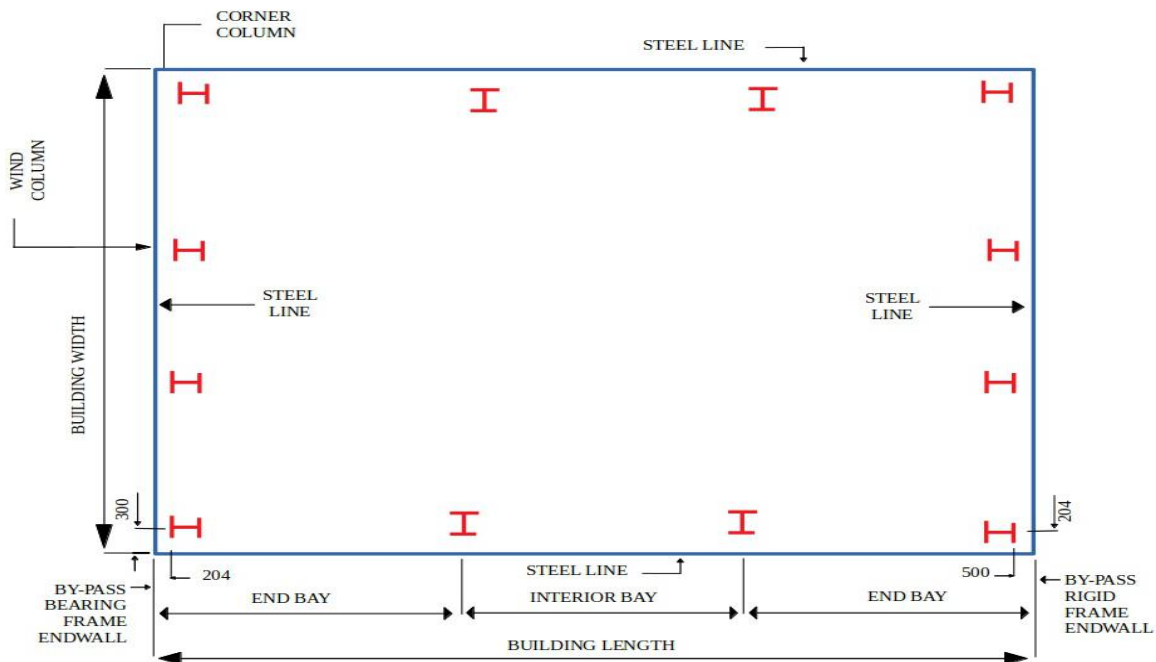 CORNER
COLUMN
STEEL LINE
WIND
COLUMN
STEEL
LINE
STEEL
LINE
BUILDING WIDTH
300
204
204
500
STEEL LINE
BY-PASS
BEARING
FRAME
ENDWALL
END BAY
INTERIOR BAY
END BAY
BY-PASS
RIGID
FRAME
ENDWALL
BUILDING LENGTH